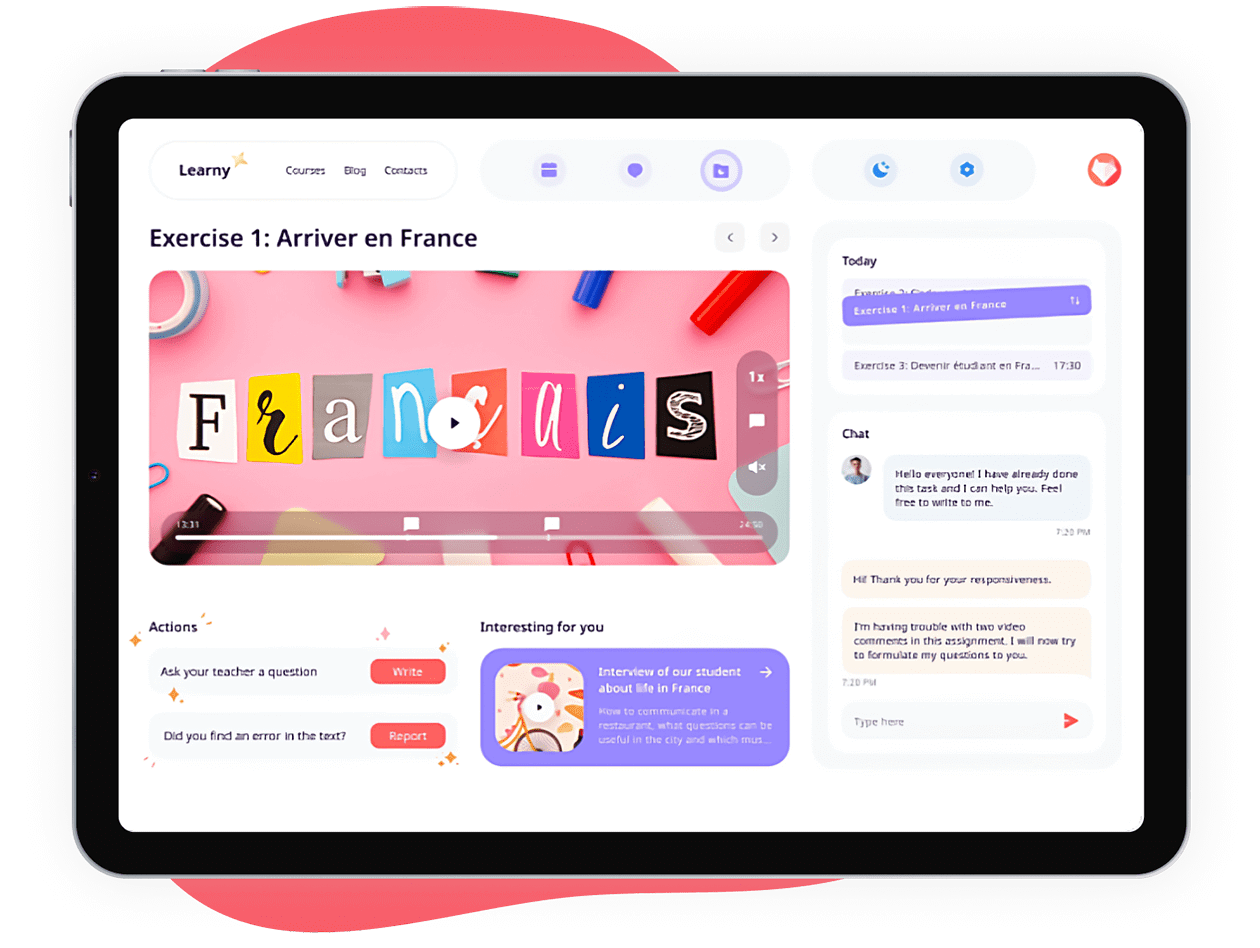 Learny
Courses Blog Contacts
Exercise 1: Arriver en France
Français
1x
13:31
24:50
Actions
Ask your teacher a question
Write
Did you find an error in the text?
Report
Interesting for you
Interview of our student
about life in France
How to communicate in a
restaurant, what questions can be
useful in the city and which mus...
Today
Exercise 1: Arriver en France
Exercise 3: Devenir étudiant en Fra... 17:30
Chat
Hello everyone! I have already done
this task and I can help you. Feel
free to write to me.
7:20 PM
Hi! Thank you for your responsiveness.
I'm having trouble with two video
comments in this assignment. I will now try
to formulate my questions to you.
7:20 PM
Type here